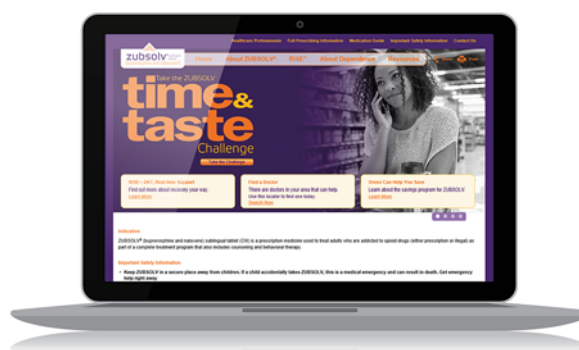 Healthcare Professionals Full Prescribing Information Medication Guide Important Safety Information Contact Us
zubsolv
Home About ZUBSOLV® RISE™ About Dependence Resources
Take the ZUBSOLV
time&
taste
Challenge
Take the Challenge
RISE – 24/7, Real-time Support
Find out more about recovery your way.
Learn More
Find a Doctor
There are doctors in your area that can help.
Use this locator to find one today.
Search Now
Orexo Can Help You Save
Learn about the savings program for ZUBSOLV.
Learn More
Indication
ZUBSOLV® (buprenorphine and naloxone) sublingual tablet (CIII) is a prescription medicine used to treat adults who are addicted to opioid drugs (either prescription or illegal) as
part of a complete treatment program that also includes counseling and behavioral therapy.
Important Safety Information
• Keep ZUBSOLV in a secure place away from children. If a child accidentally takes ZUBSOLV, this is a medical emergency and can result in death. Get emergency
help right away